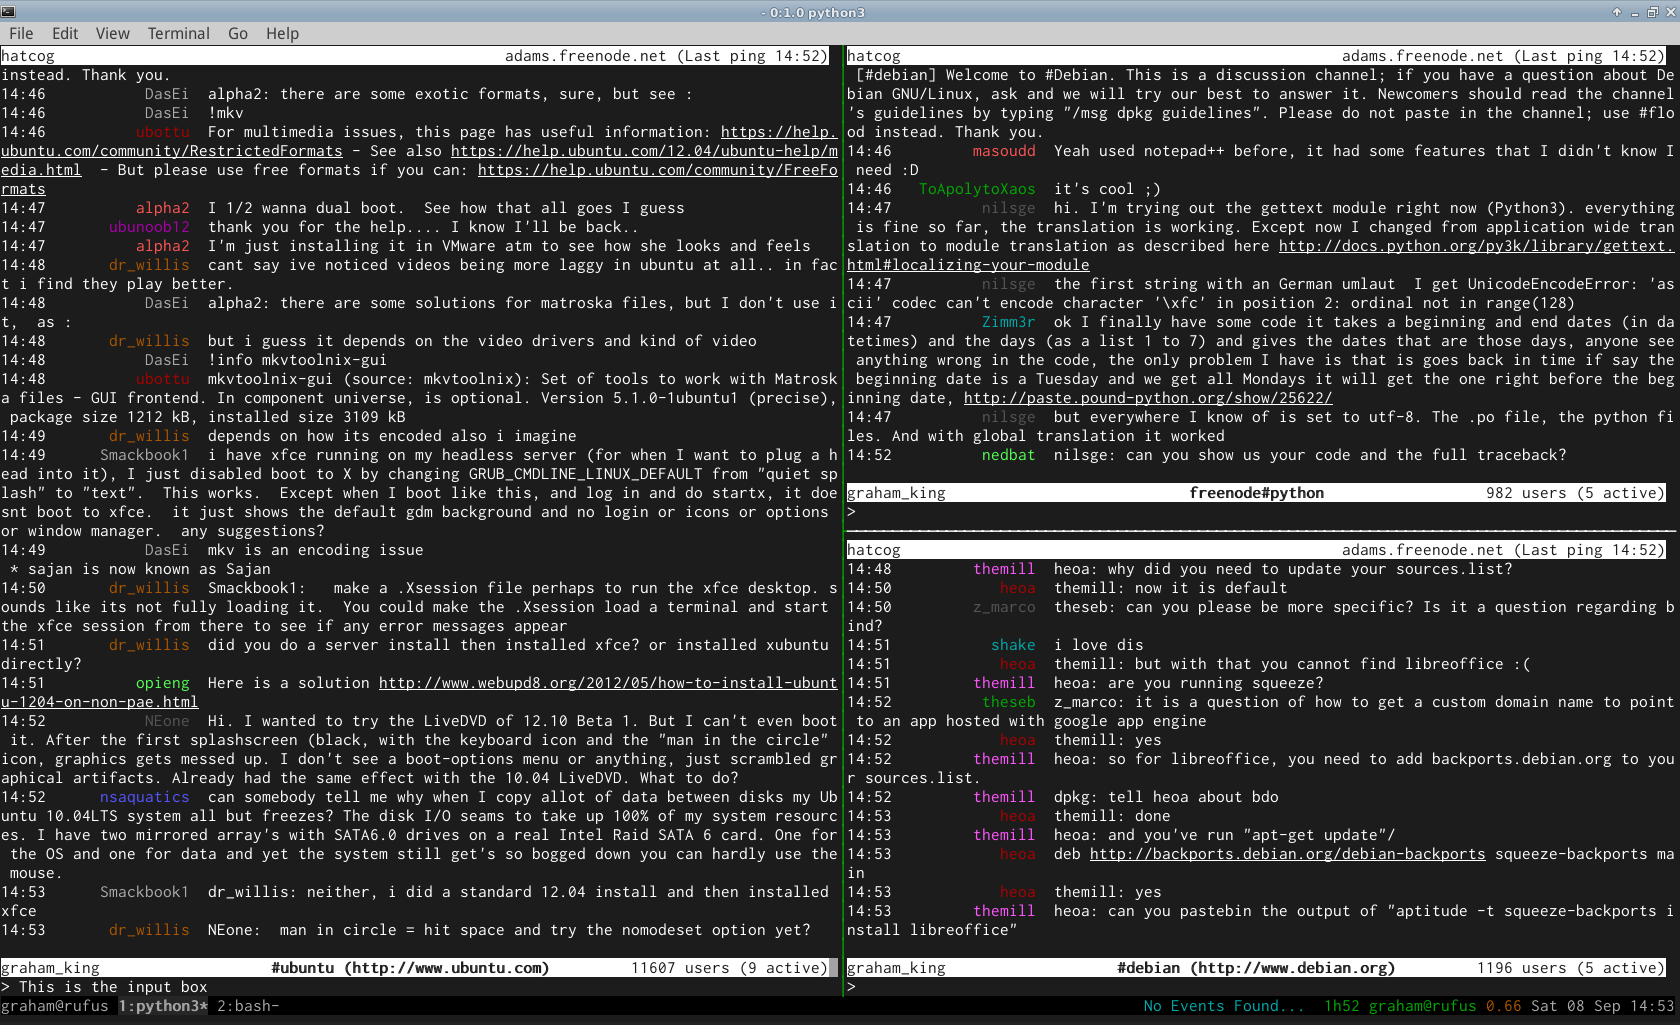 - 0:1.0 python3
File Edit View Terminal Go Help
hatcog adams.freenode.net (Last ping 14:52)
instead. Thank you.
14:46 DasEi alpha2: there are some exotic formats, sure, but see :
14:46 DasEi !mkv
14:46 ubottu For multimedia issues, this page has useful information: https://help.
ubuntu.com/community/RestrictedFormats - See also https://help.ubuntu.com/12.04/ubuntu-help/m
edia.html - But please use free formats if you can: https://help.ubuntu.com/community/FreeFo
rmats
14:47 alpha2 I 1/2 wanna dual boot. See how that all goes I guess
14:47 ubunoob12 thank you for the help.... I know I'll be back..
14:47 alpha2 I'm just installing it in VMware atm to see how she looks and feels
14:48 dr_willis cant say ive noticed videos being more laggy in ubuntu at all.. in fac
t i find they play better.
14:48 DasEi alpha2: there are some solutions for matroska files, but I don't use i
t, as :
14:48 dr_willis but i guess it depends on the video drivers and kind of video
14:48 DasEi !info mkvtoolnix-gui
14:48 ubottu mkvtoolnix-gui (source: mkvtoolnix): Set of tools to work with Matrosk
a files - GUI frontend. In component universe, is optional. Version 5.1.0-1ubuntu1 (precise),
package size 1212 kB, installed size 3109 kB
14:49 dr_willis depends on how its encoded also i imagine
14:49 Smackbook1 i have xfce running on my headless server (for when I want to plug a h
ead into it), I just disabled boot to X by changing GRUB_CMDLINE_LINUX_DEFAULT from "quiet sp
lash" to "text". This works. Except when I boot like this, and log in and do startx, it doe
snt boot to xfce. it just shows the default gdm background and no login or icons or options
or window manager. any suggestions?
14:49 DasEi mkv is an encoding issue
* sajan is now known as Sajan
14:50 dr_willis Smackbook1: make a .Xsession file perhaps to run the xfce desktop. s
ounds like its not fully loading it. You could make the .Xsession load a terminal and start
the xfce session from there to see if any error messages appear
14:51 dr_willis did you do a server install then installed xfce? or installed xubuntu
directly?
14:51 opieng Here is a solution http://www.webupd8.org/2012/05/how-to-install-ubunt
u-1204-on-non-pae.html
14:52 NEone Hi. I wanted to try the LiveDVD of 12.10 Beta 1. But I can't even boot
it. After the first splashscreen (black, with the keyboard icon and the "man in the circle"
icon, graphics gets messed up. I don't see a boot-options menu or anything, just scrambled gr
aphical artifacts. Already had the same effect with the 10.04 LiveDVD. What to do?
14:52 nsaquatics can somebody tell me why when I copy allot of data between disks my Ub
untu 10.04LTS system all but freezes? The disk I/O seams to take up 100% of my system resourc
es. I have two mirrored array's with SATA6.0 drives on a real Intel Raid SATA 6 card. One for
the OS and one for data and yet the system still get's so bogged down you can hardly use the
mouse.
14:53 Smackbook1 dr_willis: neither, i did a standard 12.04 install and then installed
xfce
14:53 dr_willis NEone: man in circle = hit space and try the nomodeset option yet?
graham_king #ubuntu (http://www.ubuntu.com) 11607 users (9 active)
> This is the input box
hatcog adams.freenode.net (Last ping 14:52)
[#debian] Welcome to #Debian. This is a discussion channel; if you have a question about De
bian GNU/Linux, ask and we will try our best to answer it. Newcomers should read the channel
's guidelines by typing "/msg dpkg guidelines". Please do not paste in the channel; use #flo
od instead. Thank you.
14:46 masoudd Yeah used notepad++ before, it had some features that I didn't know I
need :D
14:46 ToApolytoXaos it's cool ;)
14:47 nilsge hi. I'm trying out the gettext module right now (Python3). everything
is fine so far, the translation is working. Except now I changed from application wide tran
slation to module translation as described here http://docs.python.org/py3k/library/gettext.
html#localizing-your-module
14:47 nilsge the first string with an German umlaut I get UnicodeEncodeError: 'as
cii' codec can't encode character '\xfc' in position 2: ordinal not in range(128)
14:47 Zimm3r ok I finally have some code it takes a beginning and end dates (in da
tetimes) and the days (as a list 1 to 7) and gives the dates that are those days, anyone see
anything wrong in the code, the only problem I have is that is goes back in time if say the
beginning date is a Tuesday and we get all Mondays it will get the one right before the beg
inning date, http://paste.pound-python.org/show/25622/
14:47 nilsge but everywhere I know of is set to utf-8. The .po file, the python fi
les. And with global translation it worked
14:52 nedbat nilsge: can you show us your code and the full traceback?
graham_king freenode#python 982 users (5 active)
>
hatcog adams.freenode.net (Last ping 14:52)
14:48 themill heoa: why did you need to update your sources.list?
14:50 heoa themill: now it is default
14:50 z_marco theseb: can you please be more specific? Is it a question regarding b
ind?
14:51 shake i love dis
14:51 heoa themill: but with that you cannot find libreoffice :(
14:51 themill heoa: are you running squeeze?
14:52 theseb z_marco: it is a question of how to get a custom domain name to point
to an app hosted with google app engine
14:52 heoa themill: yes
14:52 themill heoa: so for libreoffice, you need to add backports.debian.org to you
r sources.list.
14:52 themill dpkg: tell heoa about bdo
14:53 heoa themill: done
14:53 themill heoa: and you've run "apt-get update"/
14:53 heoa deb http://backports.debian.org/debian-backports squeeze-backports ma
in
14:53 heoa themill: yes
14:53 themill heoa: can you pastebin the output of "aptitude -t squeeze-backports i
nstall libreoffice"
graham_king #debian (http://www.debian.org) 1196 users (5 active)
>
graham@rufus 1:python3* 2:bash- No Events Found... 1h52 graham@rufus 0.66 Sat 08 Sep 14:53